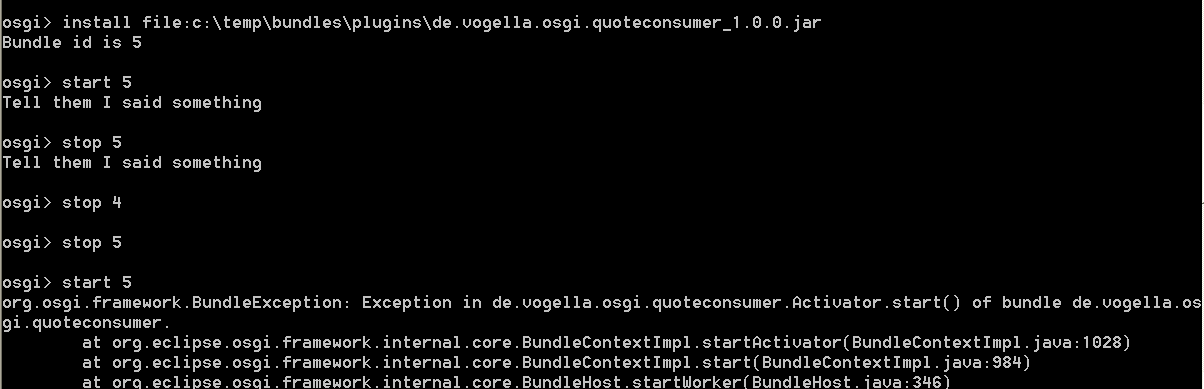 osgi> install file:c:\temp\bundles\plugins\de.vogella.osgi.quoteconsumer_1.0.0.jar
Bundle id is 5
osgi> start 5
Tell them I said something
osgi> stop 5
Tell them I said something
osgi> stop 4
osgi> stop 5
osgi> start 5
org.osgi.framework.BundleException: Exception in de.vogella.osgi.quoteconsumer.Activator.start() of bundle de.vogella.os
gi.quoteconsumer.
at org.eclipse.osgi.framework.internal.core.BundleContextImpl.startActivator(BundleContextImpl.java:1028)
at org.eclipse.osgi.framework.internal.core.BundleContextImpl.start(BundleContextImpl.java:984)
at org.eclipse.osgi.framework.internal.core.BundleHost.startWorker(BundleHost.java:346)